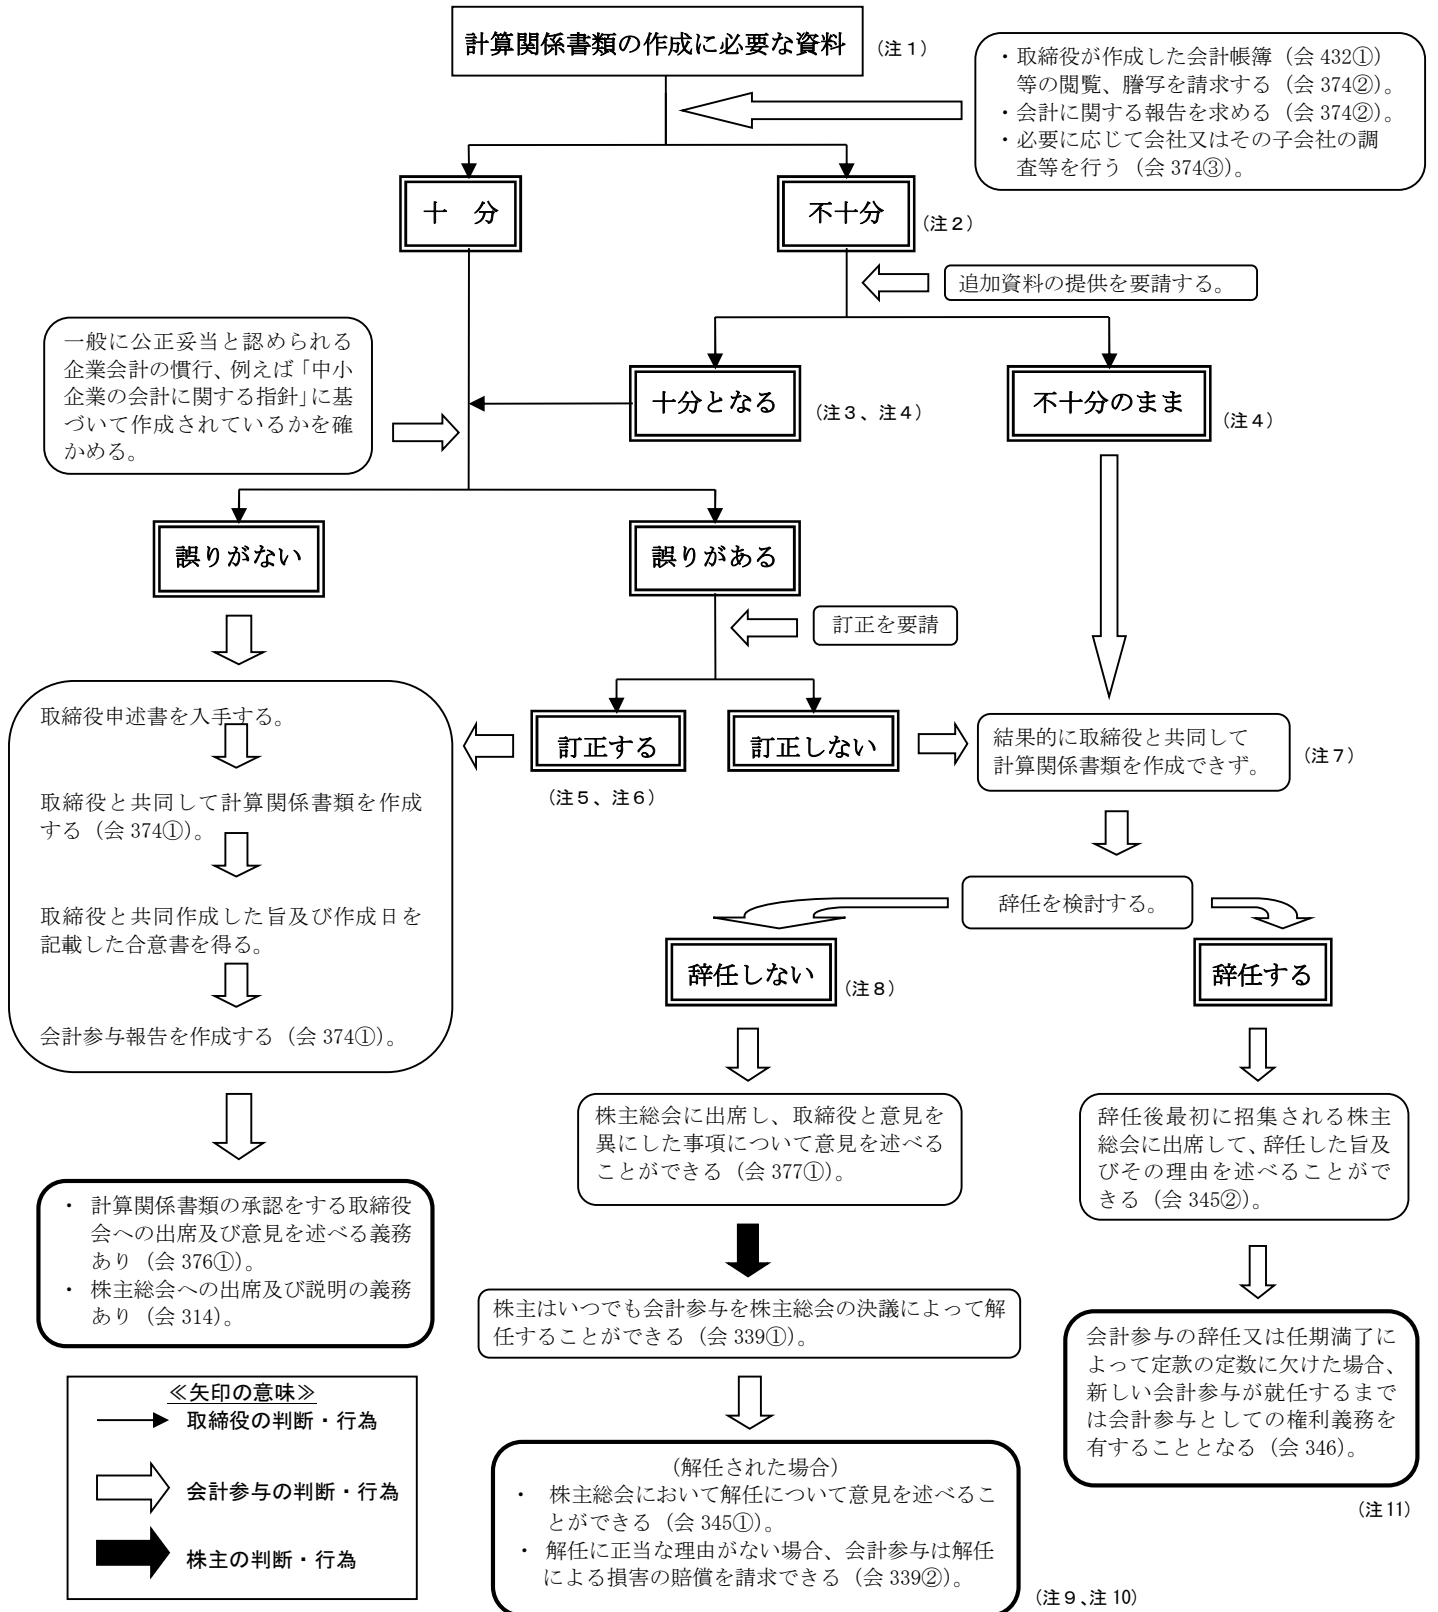 計算関係書類の作成に必要な資料
(注1)
・取締役が作成した会計帳簿（会 432①）
等の閲覧、謄写を請求する（会 374②）。
・会計に関する報告を求める（会 374②）。
・必要に応じて会社又はその子会社の調
査等を行う（会 374③）。
十　分
不十分
(注2)
追加資料の提供を要請する。
一般に公正妥当と認められる
企業会計の慣行、例えば「中小
企業の会計に関する指針」に基
づいて作成されているかを確
かめる。
十分となる
(注3、注4)
不十分のまま
(注4)
誤りがない
誤りがある
訂正を要請
取締役申述書を入手する。
訂正する
訂正しない
(注5、注6)
結果的に取締役と共同して
計算関係書類を作成できず。
(注7)
取締役と共同して計算関係書類を作成
する（会 374①）。
取締役と共同作成した旨及び作成日を
記載した合意書を得る。
会計参与報告を作成する（会 374①）。
辞任を検討する。
辞任しない
(注8)
辞任する
株主総会に出席し、取締役と意見を
異にした事項について意見を述べる
ことができる（会 377①）。
辞任後最初に招集される株主
総会に出席して、辞任した旨及
びその理由を述べることがで
きる（会 345②）。
・ 計算関係書類の承認をする取締役
会への出席及び意見を述べる義務
あり（会 376①）。
・ 株主総会への出席及び説明の義務
あり（会 314）。
株主はいつでも会計参与を株主総会の決議によって解
任することができる（会 339①）。
会計参与の辞任又は任期満了に
よって定款の定数に欠けた場合、
新しい会計参与が就任するまで
は会計参与としての権利義務を
有することとなる（会 346）。
(注11)
≪矢印の意味≫
取締役の判断・行為
会計参与の判断・行為
株主の判断・行為
(解任された場合)
・ 株主総会において解任について意見を述べるこ
とができる（会 345①）。
・ 解任に正当な理由がない場合、会計参与は解任
による損害の賠償を請求できる（会 339②）。
(注9、注10)